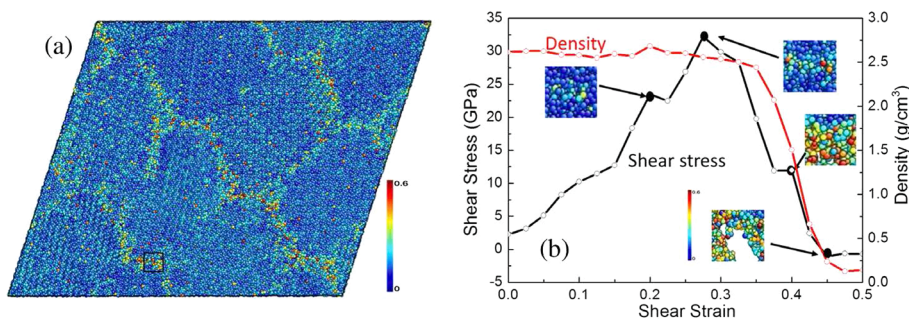 (a)
0.6
0
35
30
25
20
15
10
5
0
-5
Shear Stress (GPa)
Density
Shear stress
0.6
0
(b)
0.0 0.1 0.2 0.3 0.4 0.5
Shear Strain
3.0
2.5
2.0
1.5
1.0
0.5
0.0
Density (g/cm³)